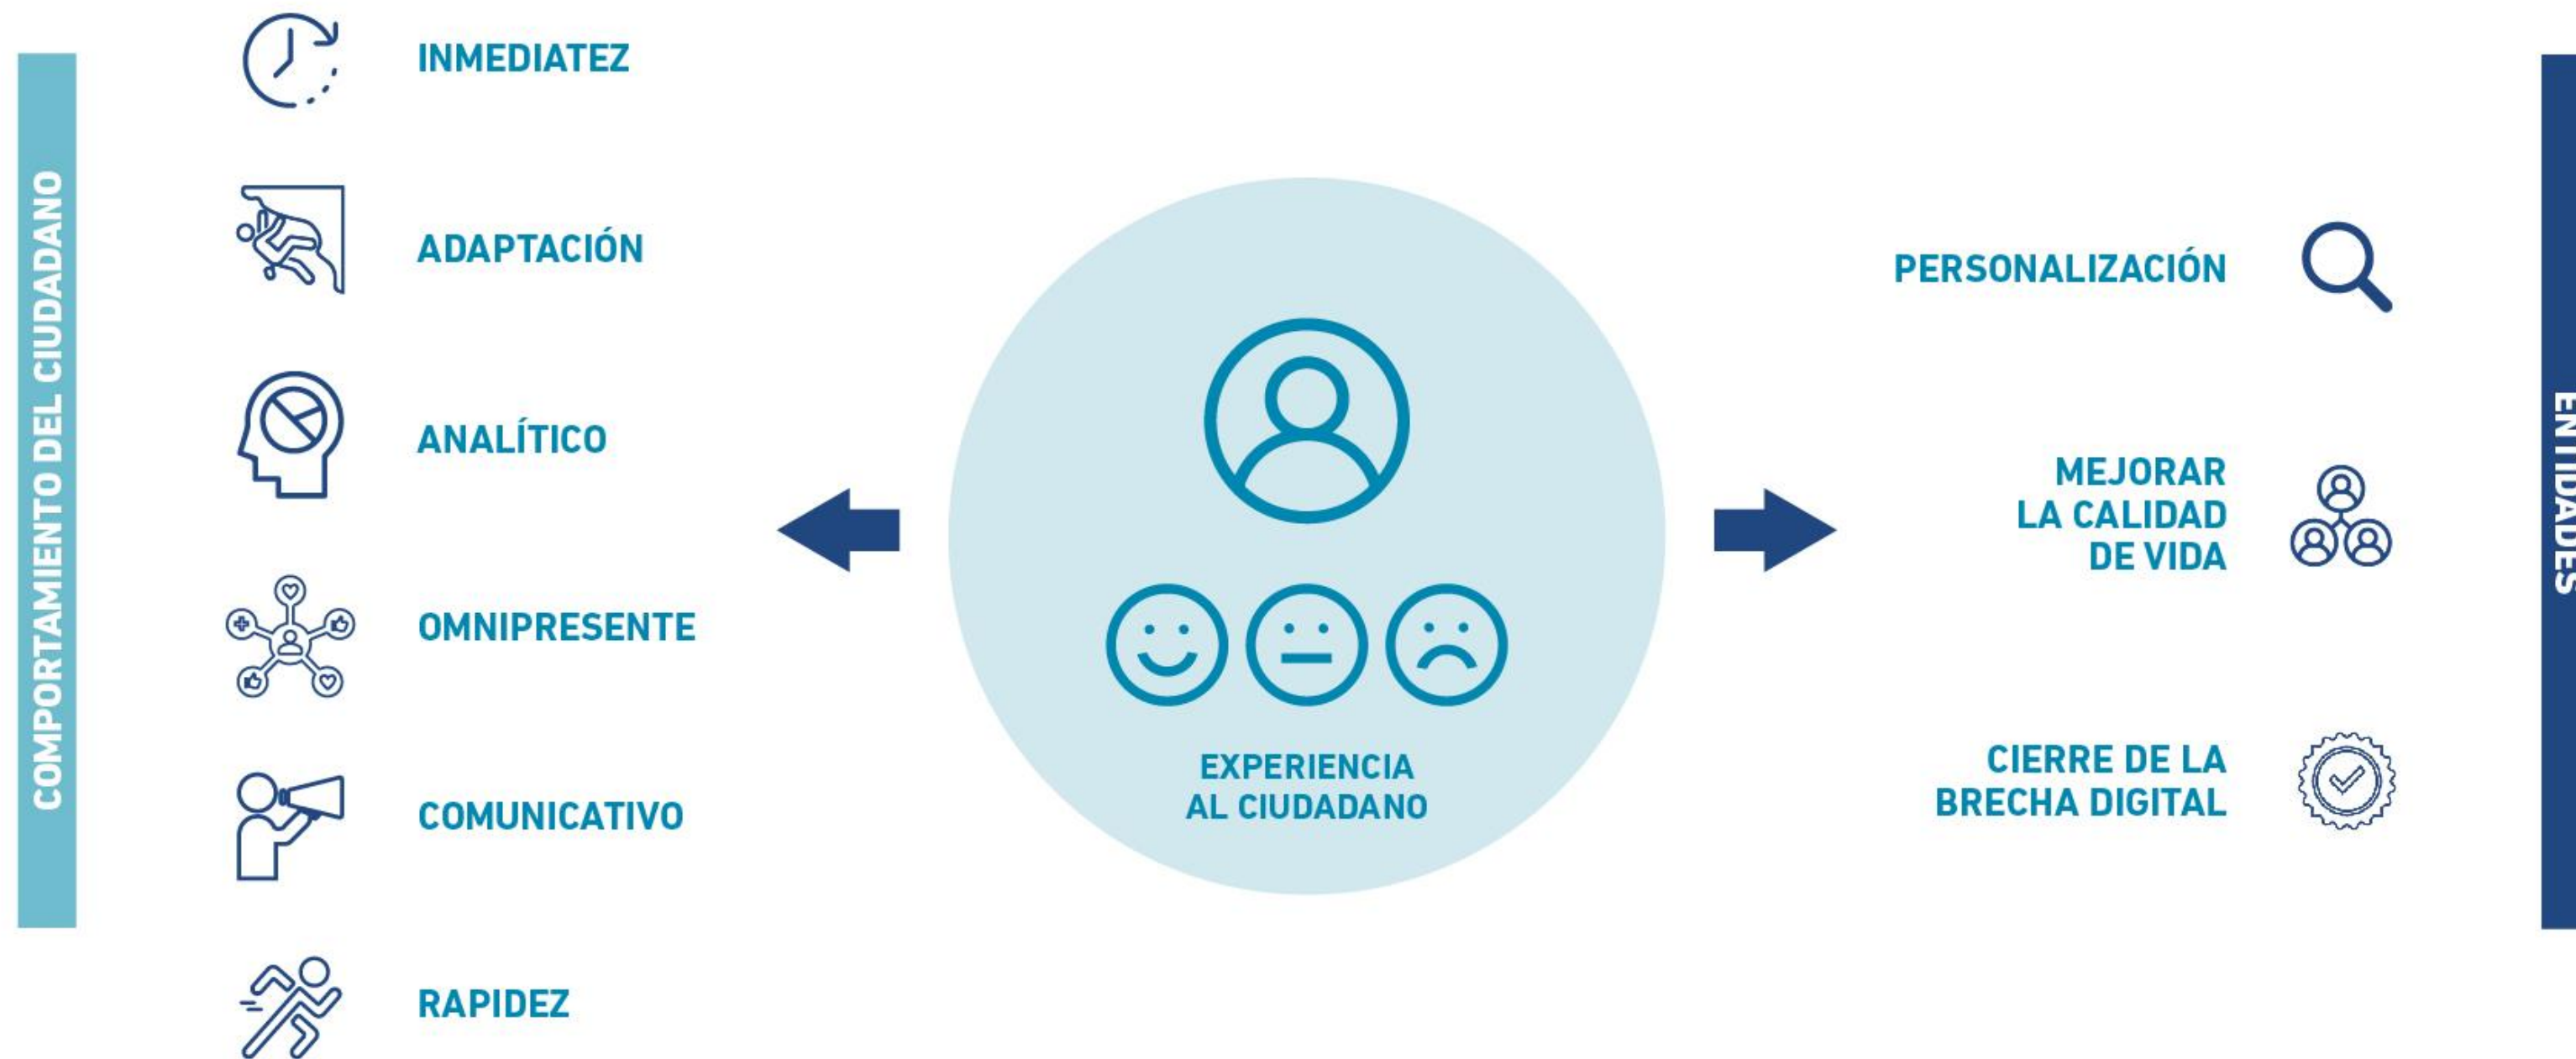 COMPORTAMIENTO DEL CIUDADANO
INMEDIATEZ
ADAPTACIÓN
ANALÍTICO
OMNIPRESENTE
COMUNICATIVO
RAPIDEZ
EXPERIENCIA
AL CIUDADANO
PERSONALIZACIÓN
MEJORAR
LA CALIDAD
DE VIDA
CIERRE DE LA
BRECHA DIGITAL
ENTIDADES